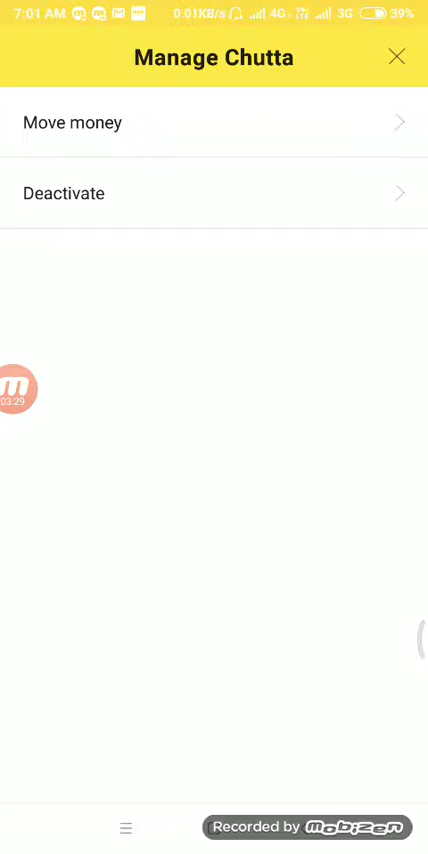 7:01 AM 0.01KB/s 4G 3G 39%
Manage Chutta
Move money
Deactivate
03:29
Recorded by mobizen